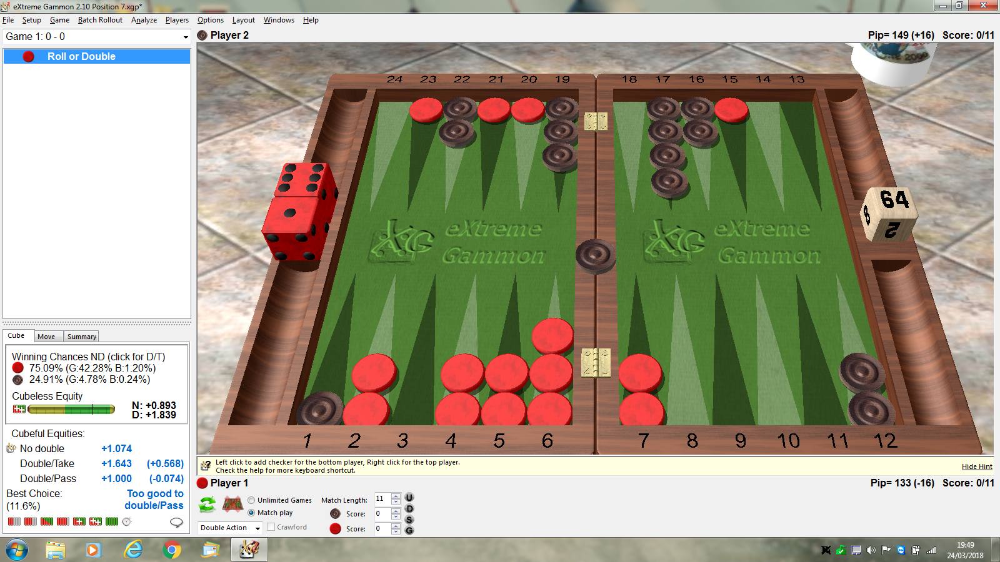 eXtreme Gammon 2.10 Position 7.xgp*
File Setup Game Batch Rollout Analyze Players Options Layout Windows Help
Game 1: 0 - 0
Player 2
Pip= 149 (+16) Score: 0/11
Roll or Double
24 23 22 21 20 19 18 17 16 15 14 13
64
8
2
eXtreme
Gammon
eXtreme
Gammon
1 2 3 4 5 6 7 8 9 10 11 12
Cube Move Summary
Winning Chances ND (click for D/T)
75.09% (G:42.28% B:1.20%)
24.91% (G:4.78% B:0.24%)
Cubeless Equity
N: +0.893
D: +1.839
Cubeful Equities:
No double +1.074
Double/Take +1.643 (+0.568)
Double/Pass +1.000 (-0.074)
Best Choice: Too good to
(11.6%) double/Pass
Left click to add checker for the bottom player, Right click for the top player.
Check the help for more keyboard shortcut.
Hide Hint
Player 1
Pip= 133 (-16) Score: 0/11
Unlimited Games
Match play
Match Length: 11
Score: 0
Score: 0
U
D
S
G
Double Action
Crawford
19:49
24/03/2018